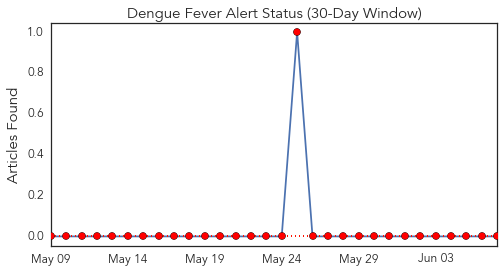 Dengue Fever Alert Status (30-Day Window)
Articles Found
1.0
0.8
0.6
0.4
0.2
0.0
May 09
May 14
May 19
May 24
May 29
Jun 03